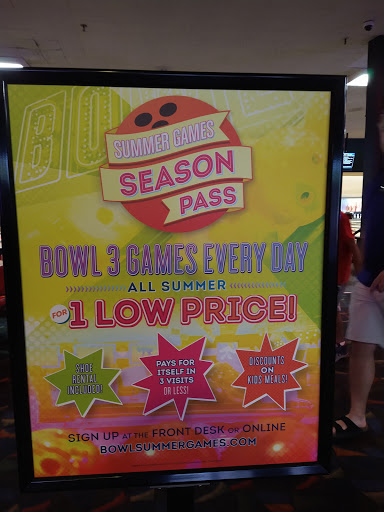 BOWL
SUMMER GAMES
SEASON
PASS
BOWL 3 GAMES EVERY DAY
ALL SUMMER
FOR 1 LOW PRICE!
SHOE
RENTAL
INCLUDED!
PAYS FOR
ITSELF IN
3 VISITS
OR LESS!
DISCOUNTS
ON
KIDS MEALS!
SIGN UP AT THE FRONT DESK OR ONLINE
BOWLSUMMERGAMES.COM